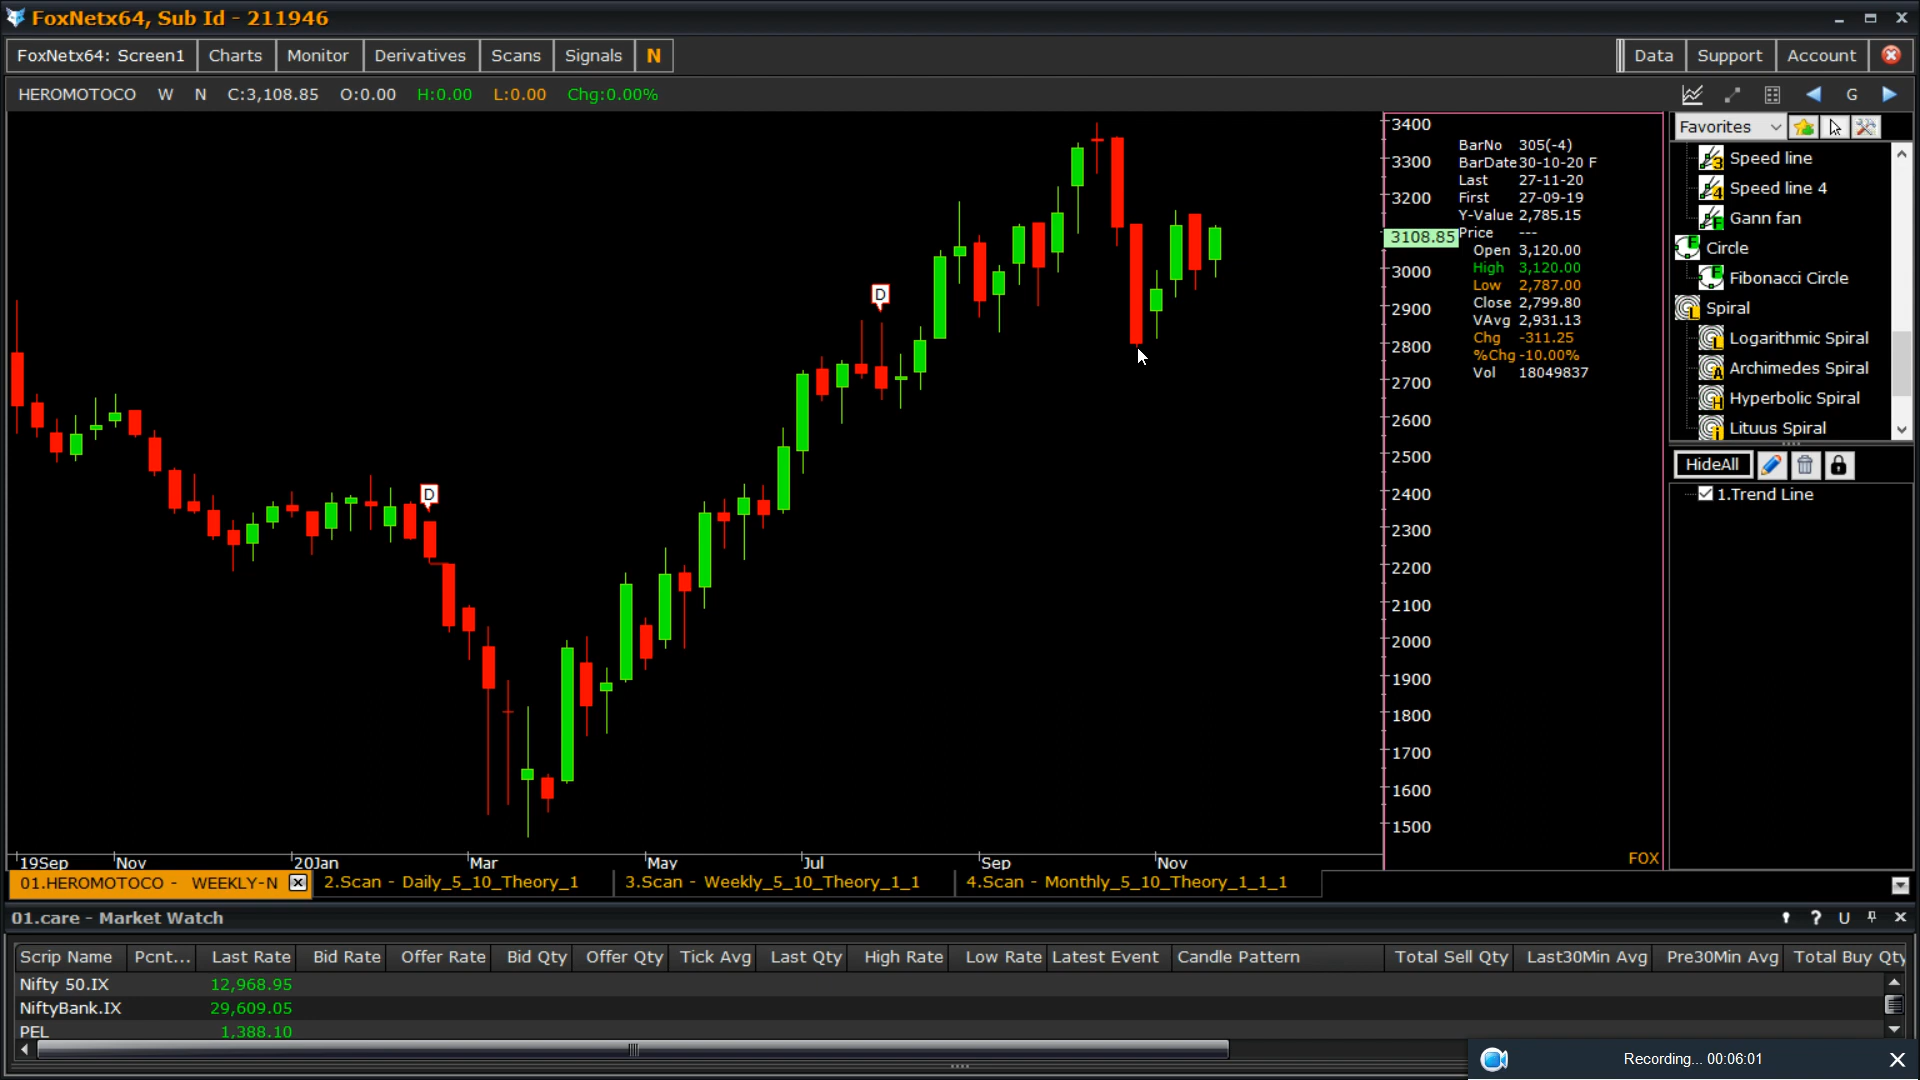 FoxNetx64, Sub Id - 211946
FoxNetx64: Screen1 Charts Monitor Derivatives Scans Signals N Data Support Account
HEROMOTOCO W N C:3,108.85 O:0.00 H:0.00 L:0.00 Chg:0.00% G
Favorites
Speed line
Speed line 4
Gann fan
Circle
Fibonacci Circle
Spiral
Logarithmic Spiral
Archimedes Spiral
Hyperbolic Spiral
Lituus Spiral
HideAll
1.Trend Line
BarNo 305(-4)
BarDate30-10-20 F
Last 27-11-20
First 27-09-19
Y-Value 2,785.15
Price ---
Open 3,120.00
High 3,120.00
Low 2,787.00
Close 2,799.80
VAvg 2,931.13
Chg -311.25
%Chg -10.00%
Vol 18049837
3400
3300
3200
3108.85
3000
2900
2800
2700
2600
2500
2400
2300
2200
2100
2000
1900
1800
1700
1600
1500
D
D
FOX
19Sep Nov 20Jan Mar May Jul Sep Nov
01.HEROMOTOCO - WEEKLY-N 2.Scan - Daily_5_10_Theory_1 3.Scan - Weekly_5_10_Theory_1_1 4.Scan - Monthly_5_10_Theory_1_1_1
01.care - Market Watch ? U
Scrip Name Pcnt... Last Rate Bid Rate Offer Rate Bid Qty Offer Qty Tick Avg Last Qty High Rate Low Rate Latest Event Candle Pattern Total Sell Qty Last30Min Avg Pre30Min Avg Total Buy Qty
Nifty 50.IX 12,968.95
NiftyBank.IX 29,609.05
PEL 1,388.10
Recording... 00:06:01